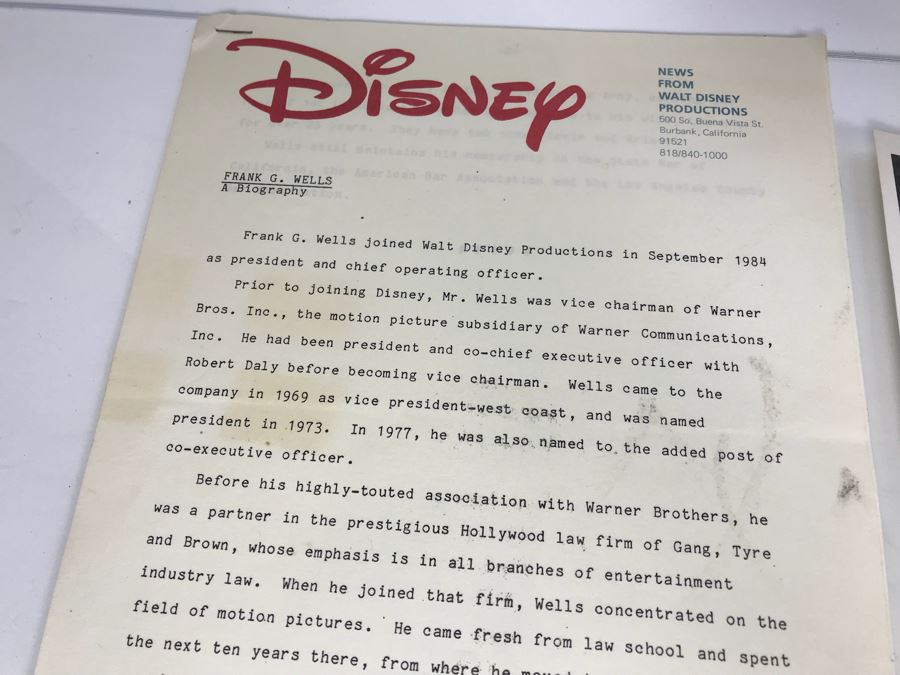 Disney
NEWS
FROM
WALT DISNEY
PRODUCTIONS
500 So. Buena Vista St.
Burbank, California
91521
818/840-1000
FRANK G. WELLS
A Biography
Frank G. Wells joined Walt Disney Productions in September 1984
as president and chief operating officer.
Prior to joining Disney, Mr. Wells was vice chairman of Warner
Bros. Inc., the motion picture subsidiary of Warner Communications,
Inc. He had been president and co-chief executive officer with
Robert Daly before becoming vice chairman. Wells came to the
company in 1969 as vice president-west coast, and was named
president in 1973. In 1977, he was also named to the added post of
co-executive officer.
Before his highly-touted association with Warner Brothers, he
was a partner in the prestigious Hollywood law firm of Gang, Tyre
and Brown, whose emphasis is in all branches of entertainment
industry law. When he joined that firm, Wells concentrated on the
field of motion pictures. He came fresh from law school and spent
the next ten years there, from where he